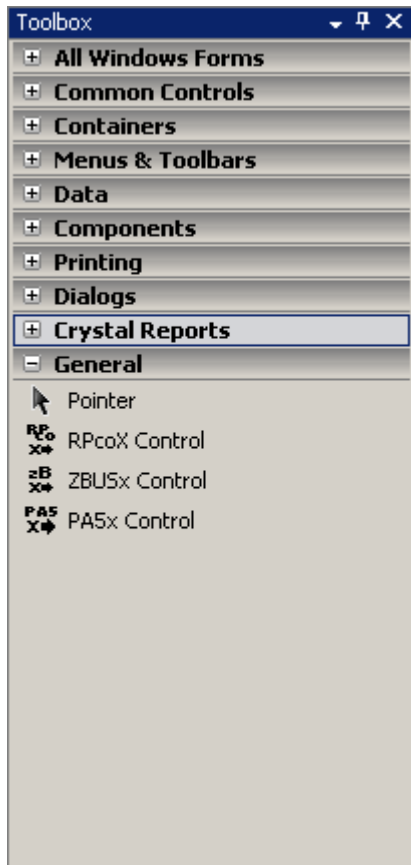 Toolbox
All Windows Forms
Common Controls
Containers
Menus & Toolbars
Data
Components
Printing
Dialogs
Crystal Reports
General
Pointer
RPcoX Control
ZBUSx Control
PA5x Control